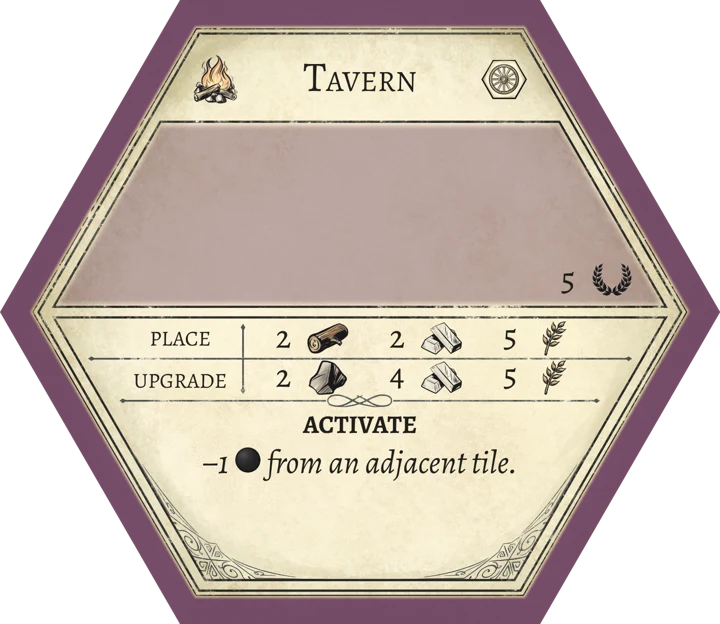 Tavern
5
PLACE 2 2 5
UPGRADE 2 4 5
ACTIVATE
–1 from an adjacent tile.